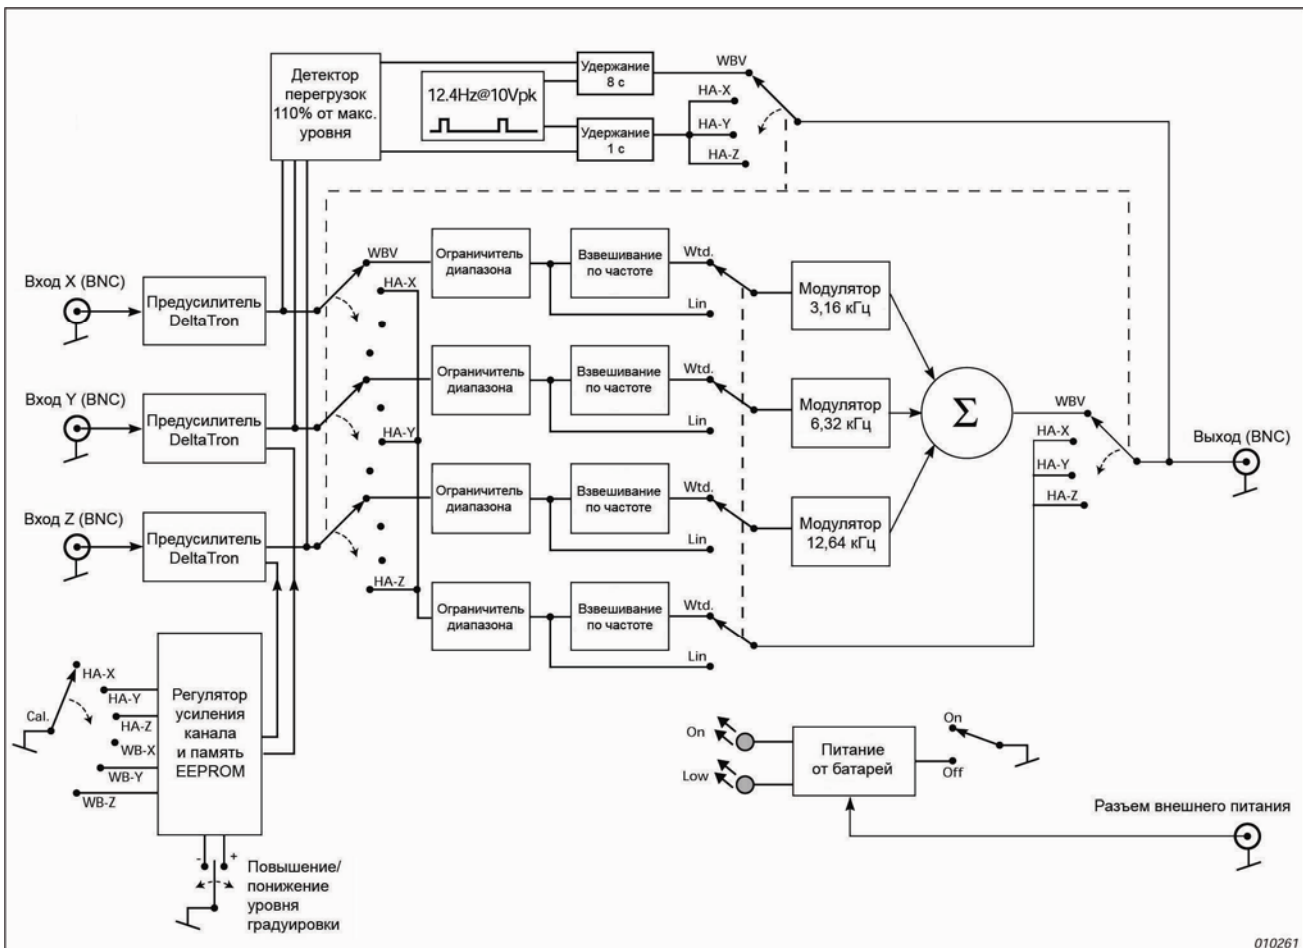 Детектор
перегрузок
110% от макс.
уровня
12.4Hz@10Vpk
Удержание
8 с
Удержание
1 с
WBV
HA-X
HA-Y
HA-Z
Вход X (BNC)
Предусилитель
DeltaTron
WBV
HA-X
Ограничитель
диапазона
Взвешивание
по частоте
Wtd.
Lin
Модулятор
3,16 кГц
Вход Y (BNC)
Предусилитель
DeltaTron
HA-Y
Ограничитель
диапазона
Взвешивание
по частоте
Wtd.
Lin
Модулятор
6,32 кГц
Σ
WBV
HA-X
HA-Y
HA-Z
Выход (BNC)
Вход Z (BNC)
Предусилитель
DeltaTron
HA-Z
Ограничитель
диапазона
Взвешивание
по частоте
Wtd.
Lin
Модулятор
12,64 кГц
Ограничитель
диапазона
Взвешивание
по частоте
Wtd.
Lin
Cal.
HA-X
HA-Y
HA-Z
WB-X
WB-Y
WB-Z
Регулятор
усиления
канала
и память
EEPROM
- +
Повышение/
понижение
уровня
градуировки
On
Low
Питание
от батарей
On
Off
Разъем внешнего питания
010261